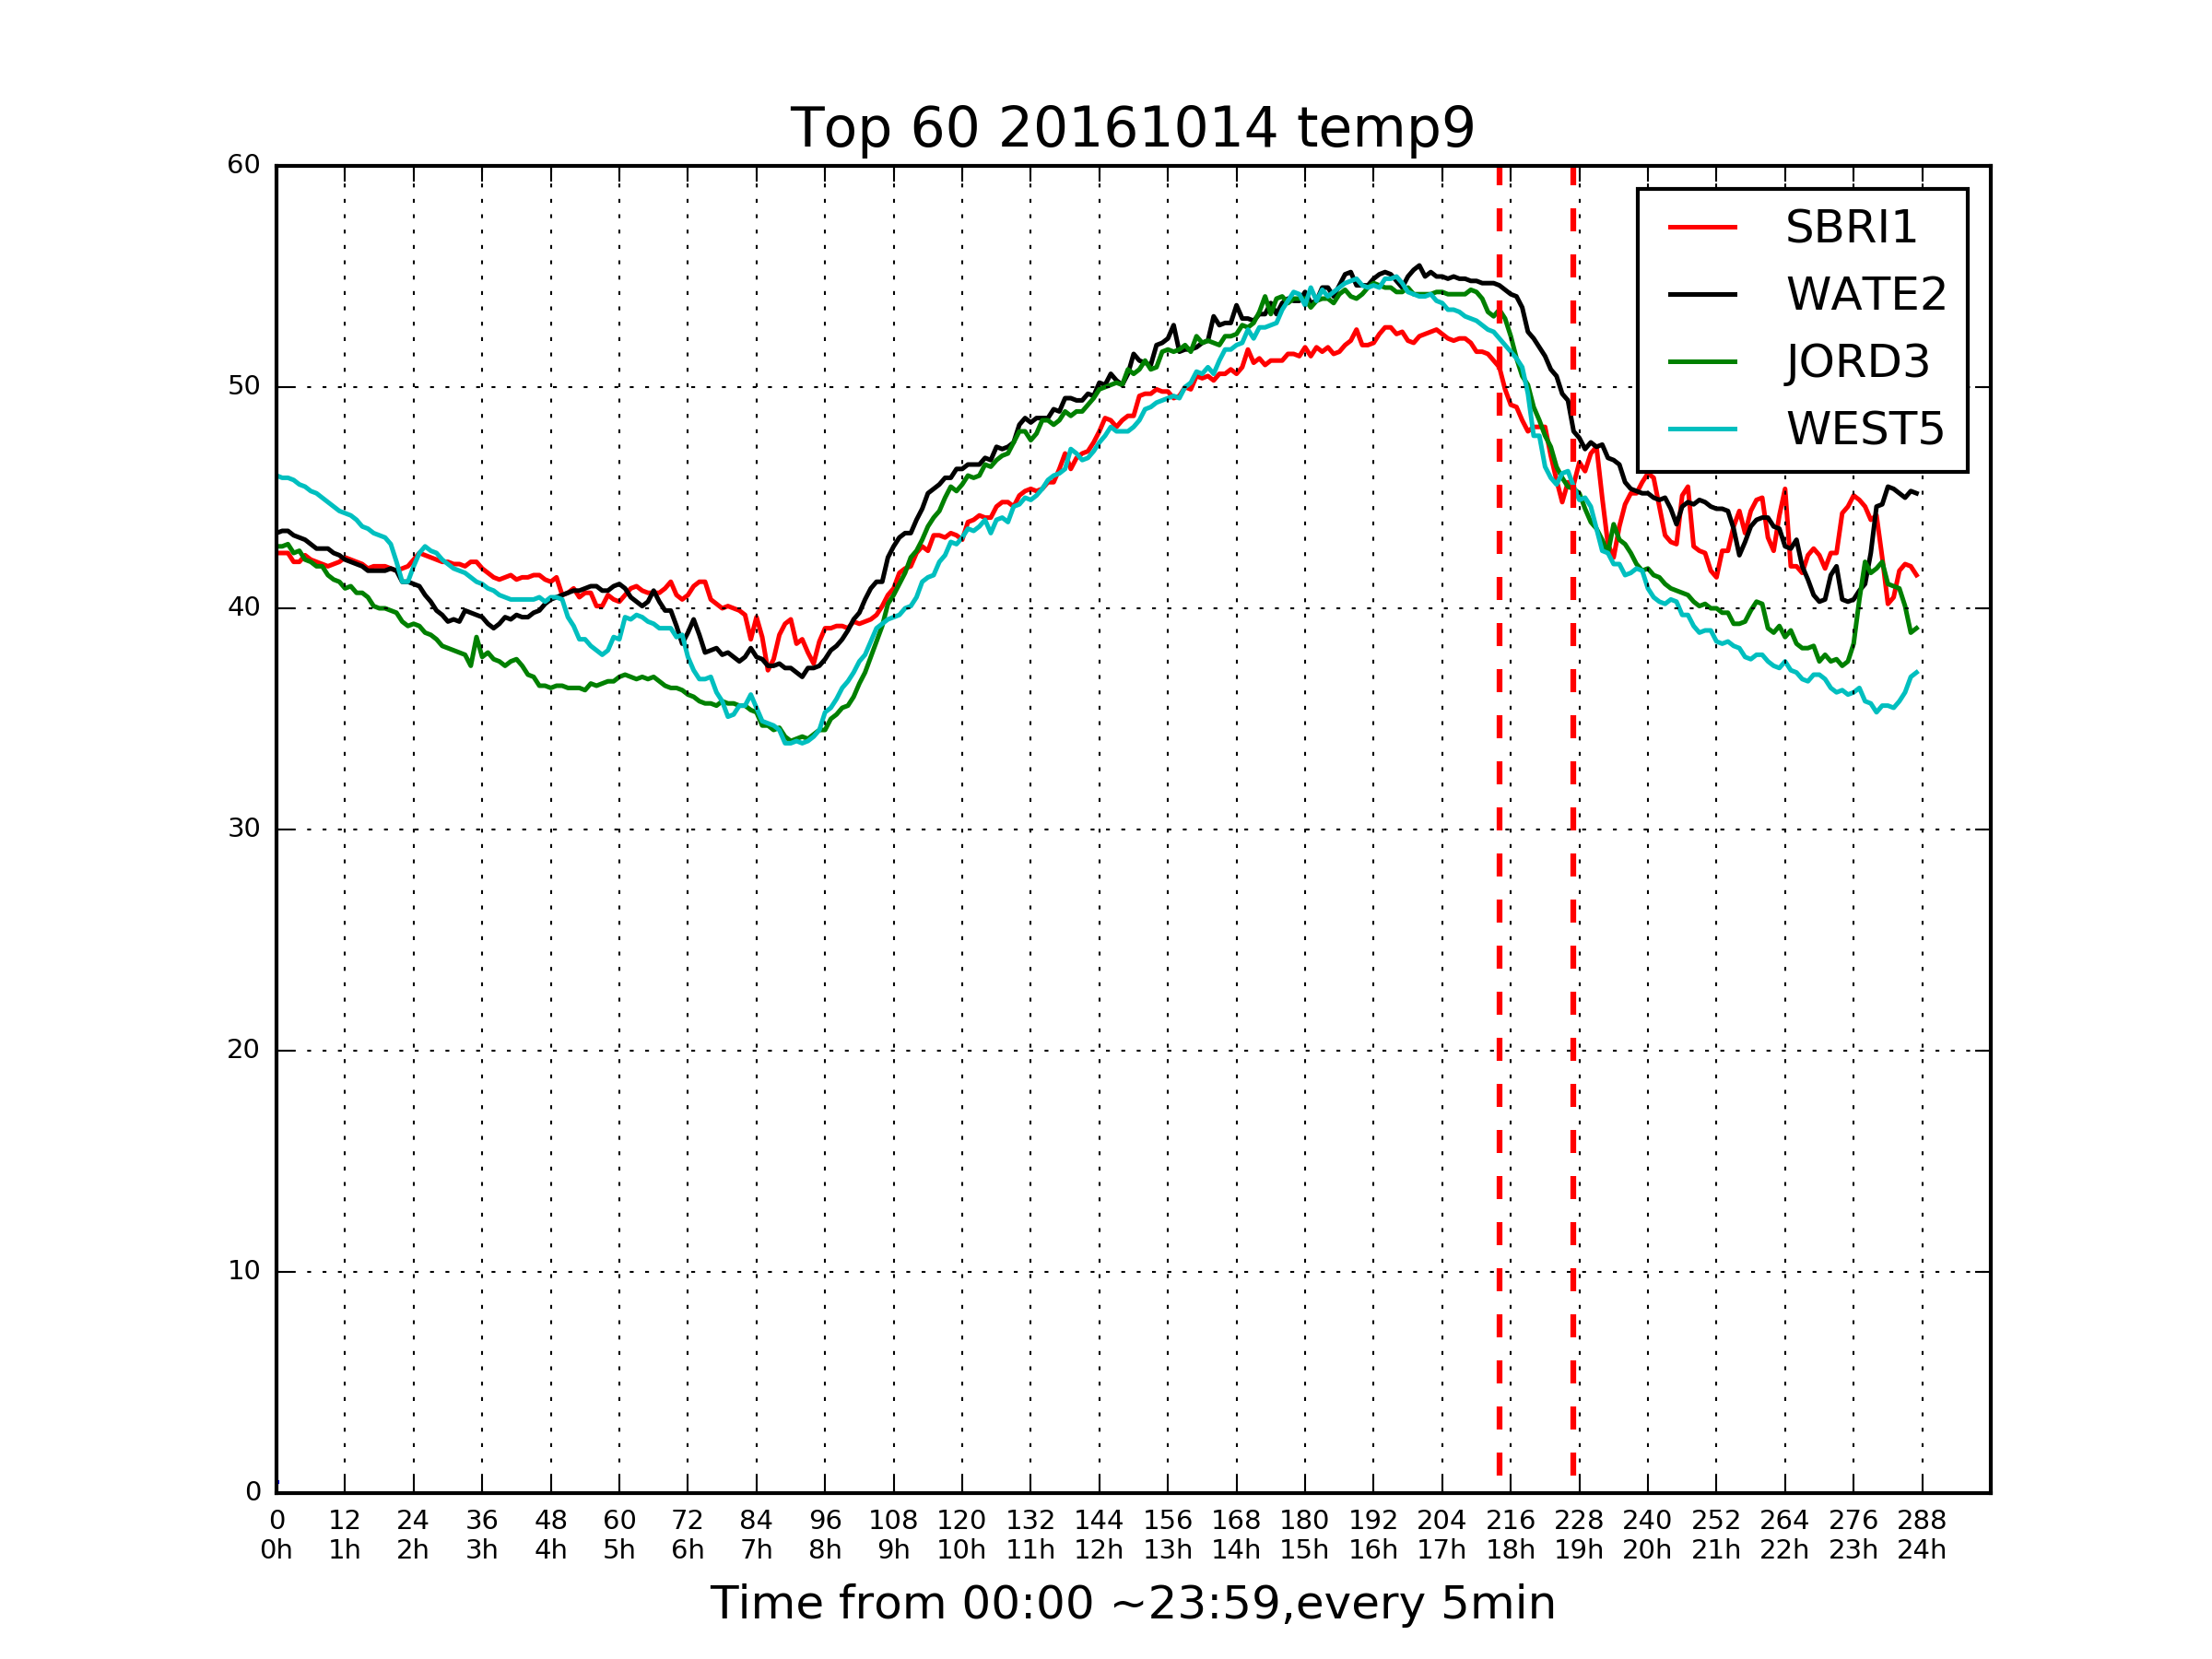 Top 60 20161014 temp9
60
50
40
30
20
10
0
SBRI1
WATE2
JORD3
WEST5
0 12 24 36 48 60 72 84 96 108 120 132 144 156 168 180 192 204 216 228 240 252 264 276 288
0h 1h 2h 3h 4h 5h 6h 7h 8h 9h 10h 11h 12h 13h 14h 15h 16h 17h 18h 19h 20h 21h 22h 23h 24h
Time from 00:00 ~23:59,every 5min